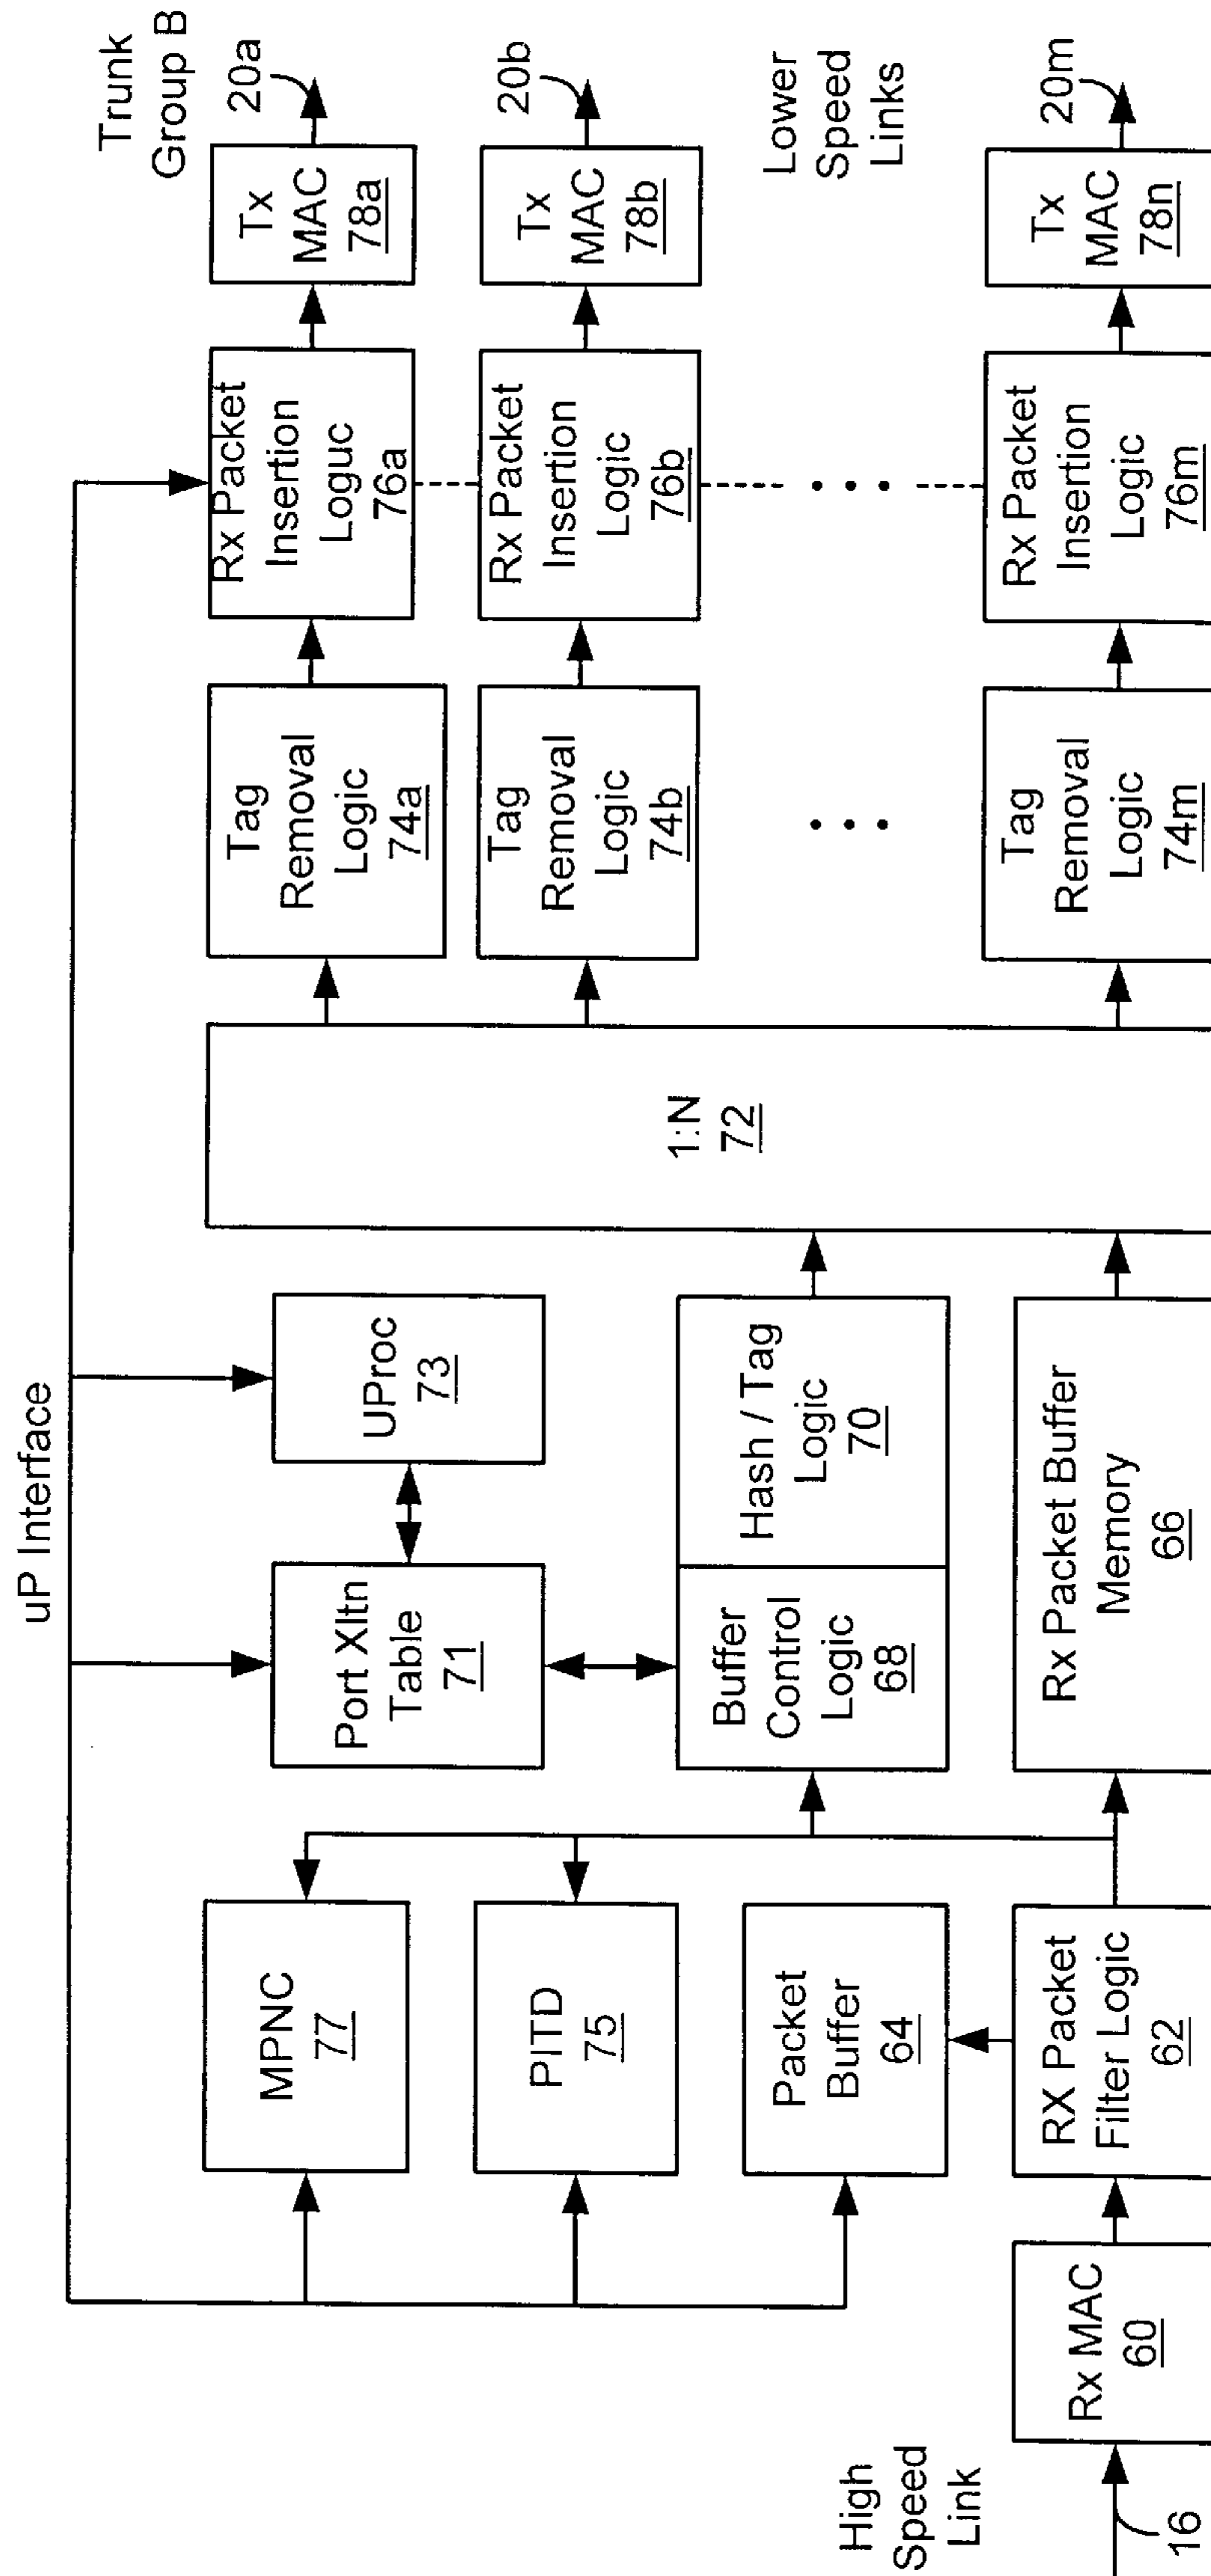 uP Interface
Trunk
Group B
20a
20b
Lower
Speed
Links
20m
High
Speed
Link
16
Rx MAC
60
RX Packet
Filter Logic
62
Packet
Buffer
64
PITD
75
MPNC
77
Port Xltn
Table
71
UProc
73
Buffer
Control
Logic
68
Hash / Tag
Logic
70
Rx Packet Buffer
Memory
66
1:N
72
Tag
Removal
Logic
74a
Tag
Removal
Logic
74b
Tag
Removal
Logic
74m
Rx Packet
Insertion
Loguc
76a
Rx Packet
Insertion
Logic
76b
Rx Packet
Insertion
Logic
76m
Tx
MAC
78a
Tx
MAC
78b
Tx
MAC
78n